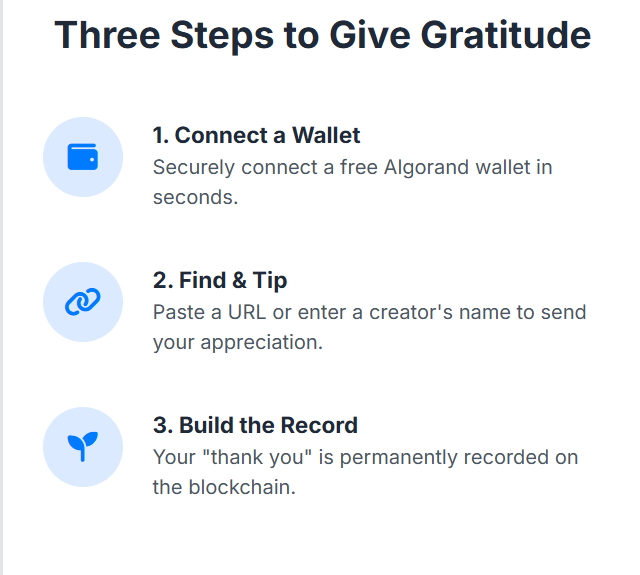 Three Steps to Give Gratitude
1. Connect a Wallet
Securely connect a free Algorand wallet in
seconds.
2. Find & Tip
Paste a URL or enter a creator's name to send
your appreciation.
3. Build the Record
Your "thank you" is permanently recorded on
the blockchain.